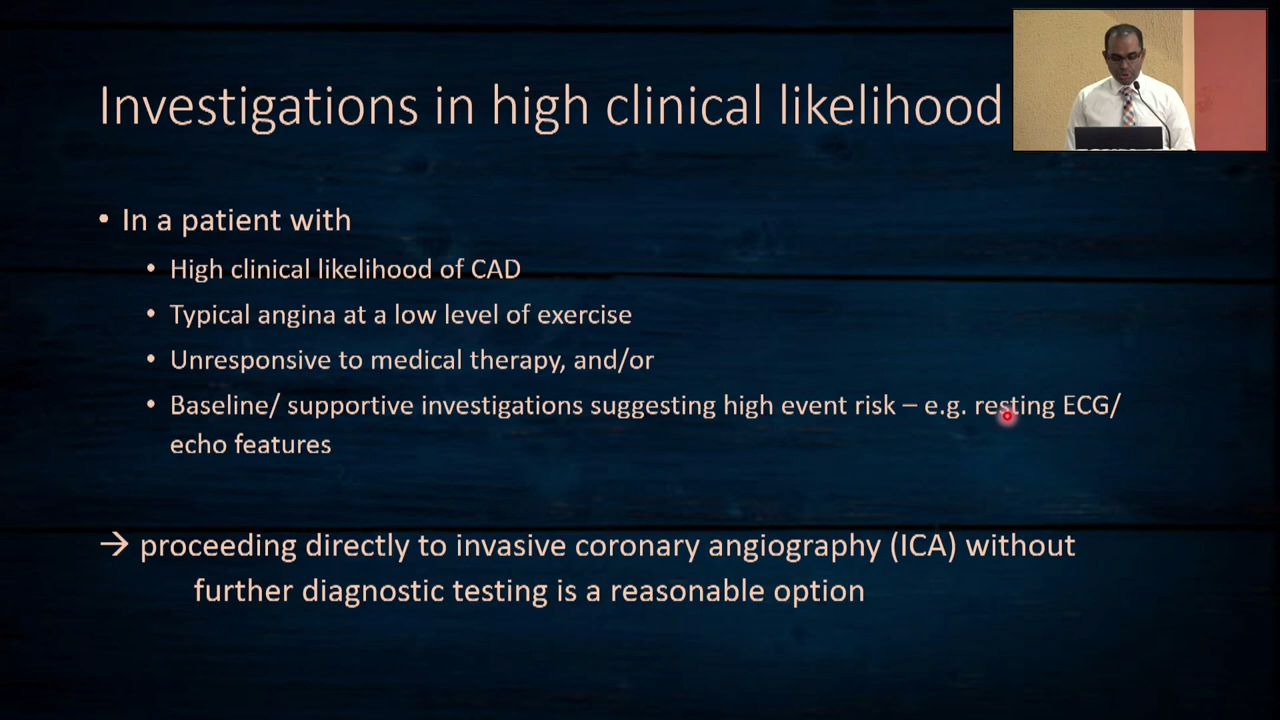 Investigations in high clinical likelihood
• In a patient with
• High clinical likelihood of CAD
• Typical angina at a low level of exercise
• Unresponsive to medical therapy, and/or
• Baseline/ supportive investigations suggesting high event risk – e.g. resting ECG/
echo features
→ proceeding directly to invasive coronary angiography (ICA) without
further diagnostic testing is a reasonable option